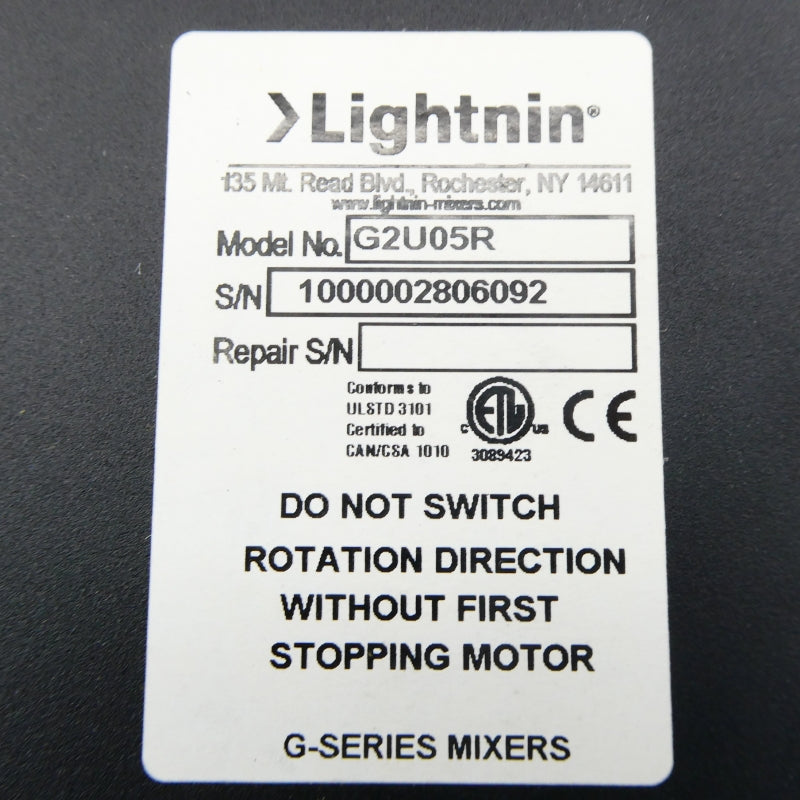 Lightnin®
135 Mt. Read Blvd., Rochester, NY 14611
www.lightnin-mixers.com
Model No. G2U05R
S/N 1000002806092
Repair S/N
Conforms to
ULSTD 3101
Certified to
CAN/CSA 1010
C ETL US
3089423
CE
DO NOT SWITCH
ROTATION DIRECTION
WITHOUT FIRST
STOPPING MOTOR
G-SERIES MIXERS